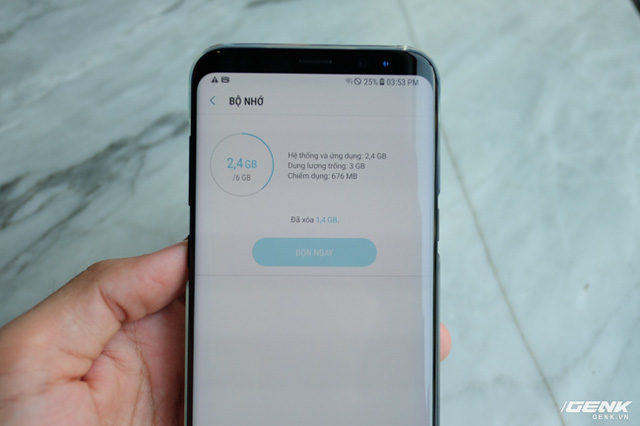 25% 03:53 PM
BỘ NHỚ
2,4 GB
/6 GB
Hệ thống và ứng dụng: 2,4 GB
Dung lượng trống: 3 GB
Chiếm dụng: 676 MB
Đã xóa 1,4 GB.
DỌN NGAY
GENK
GENK.VN